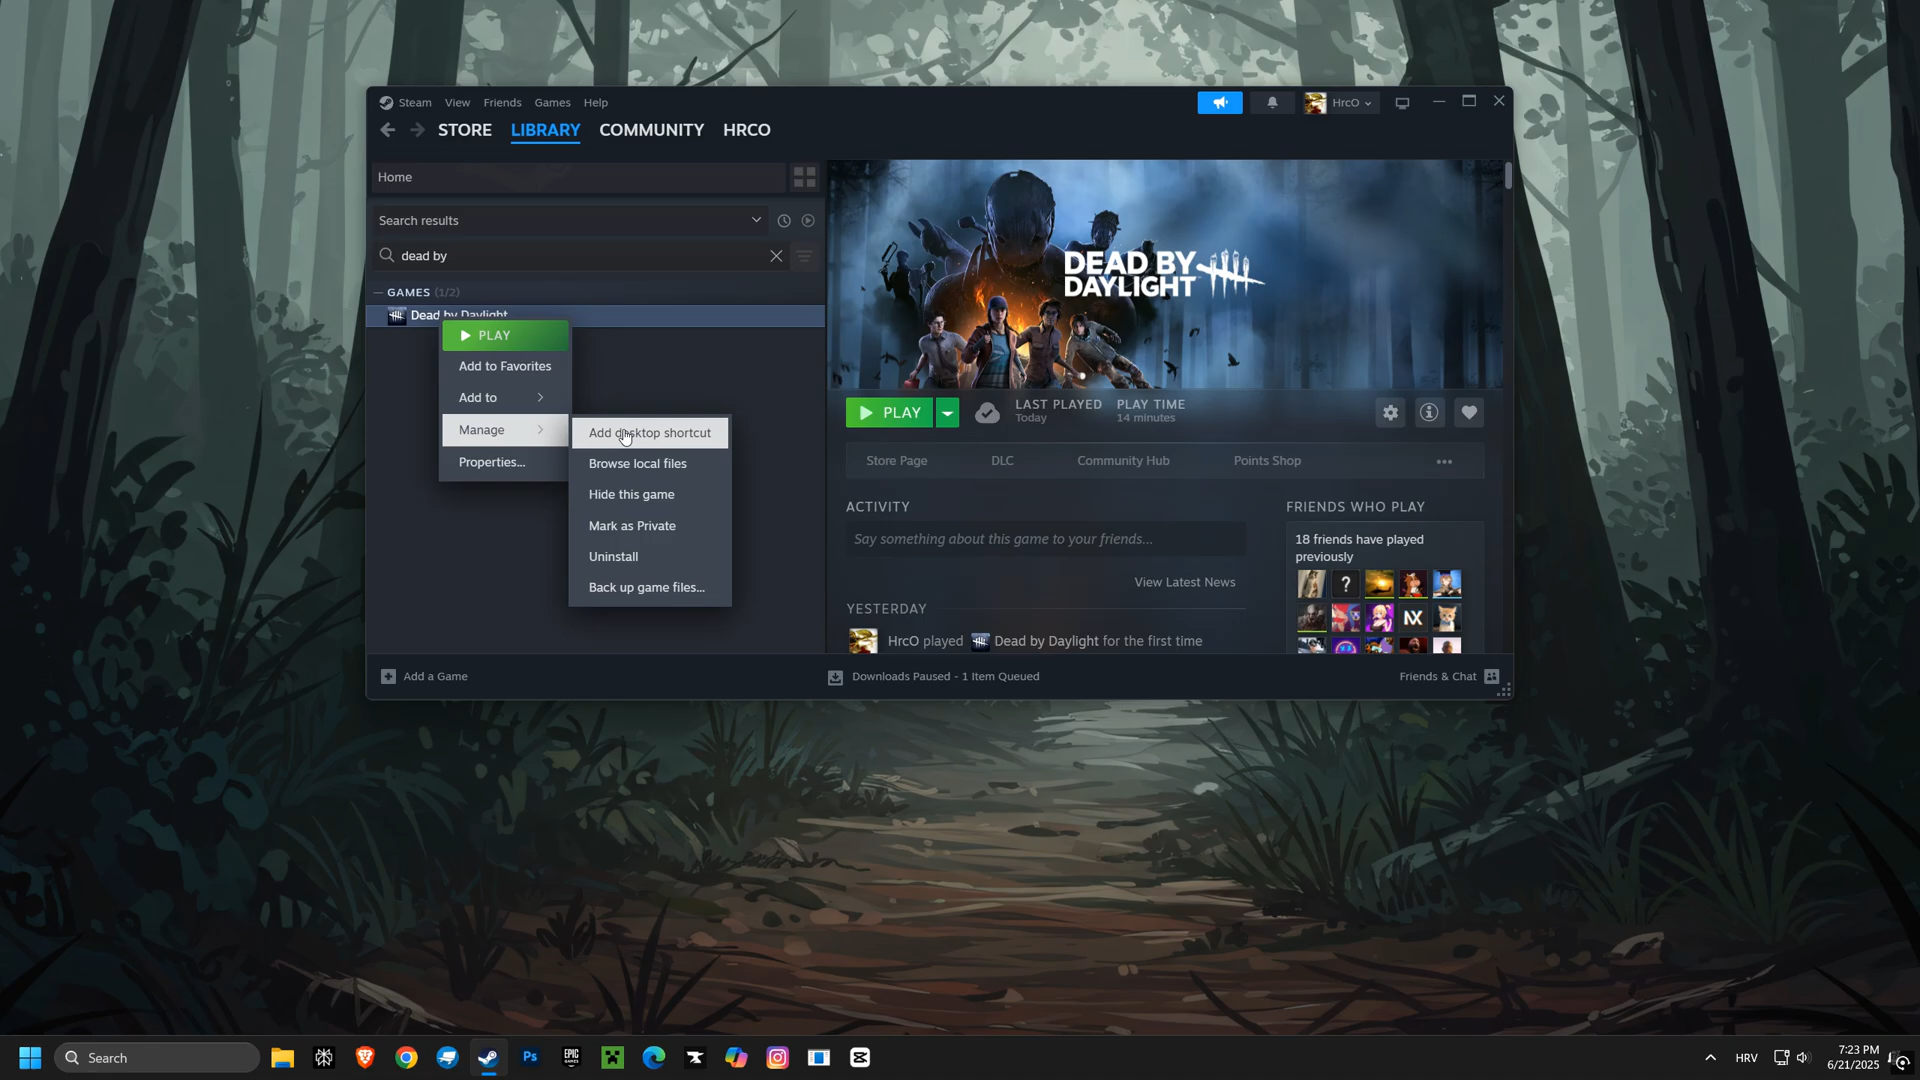 Steam View Friends Games Help
HrcO
STORE LIBRARY COMMUNITY HRCO
Home
Search results
dead by
— GAMES (1/2)
Dead by Daylight
PLAY
Add to Favorites
Add to
Manage
Properties...
Add desktop shortcut
Browse local files
Hide this game
Mark as Private
Uninstall
Back up game files...
DEAD BY
DAYLIGHT
PLAY
LAST PLAYED
Today
PLAY TIME
14 minutes
Store Page DLC Community Hub Points Shop
ACTIVITY
Say something about this game to your friends...
View Latest News
YESTERDAY
HrcO played Dead by Daylight for the first time
FRIENDS WHO PLAY
18 friends have played
previously
?
NX
Add a Game
Downloads Paused - 1 Item Queued
Friends & Chat
Search
Ps
EPIC
GAMES
HRV
7:23 PM
6/21/2025